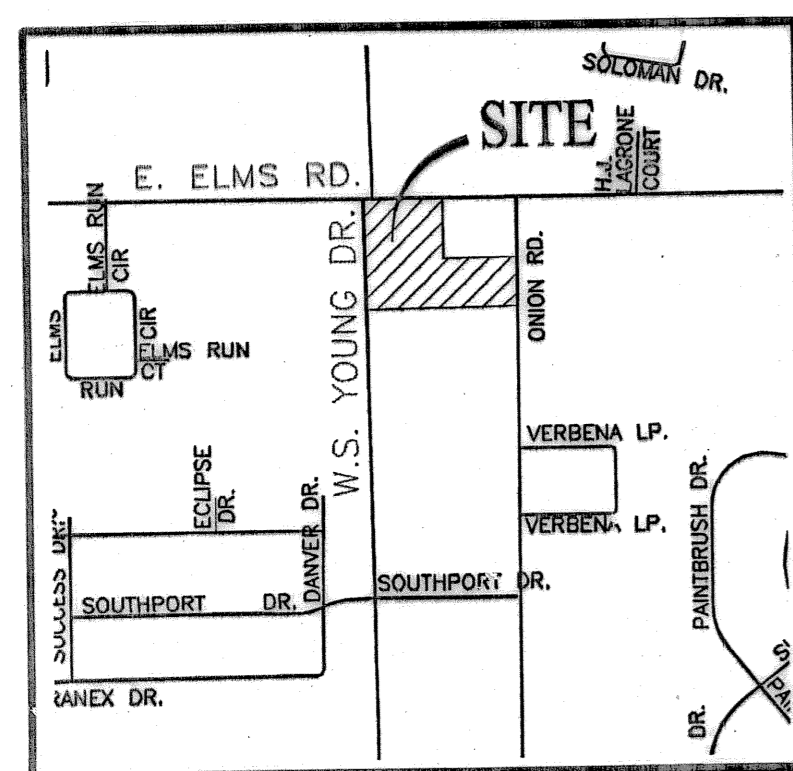 SOLOMAN DR.
SITE
H.J.
LAGRONE
COURT
E. ELMS RD.
ELMS RUN
CIR
W.S. YOUNG DR.
ONION RD.
ELMS
CIR
ELMS RUN
CT
RUN
VERBENA LP.
ECLIPSE
DR.
DANVER DR.
PAINTBRUSH DR.
VERBENA LP.
SUCCESS
SOUTHPORT DR.
SOUTHPORT DR.
RANEX DR.
DR.